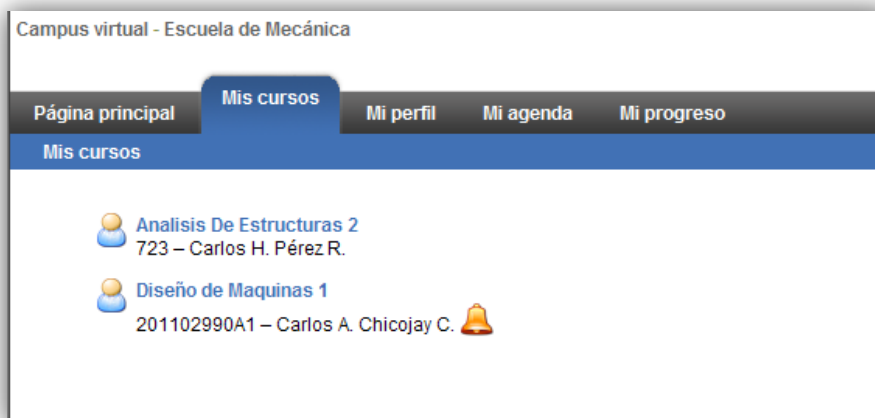 Campus virtual - Escuela de Mecánica
Página principal Mis cursos Mi perfil Mi agenda Mi progreso
Mis cursos
Analisis De Estructuras 2
723 – Carlos H. Pérez R.
Diseño de Maquinas 1
201102990A1 – Carlos A. Chicojay C.